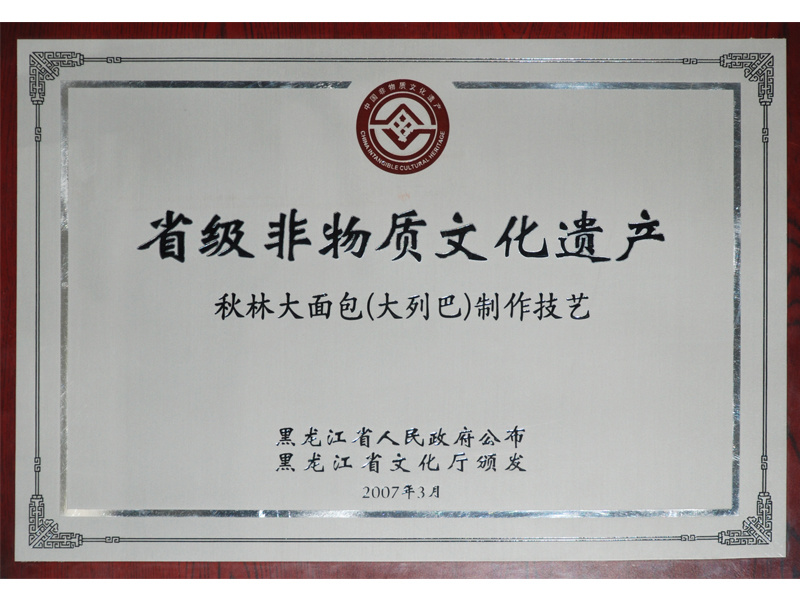 中国非物质文化遗产
CHINA INTANGIBLE CULTURAL HERITAGE
省级非物质文化遗产
秋林大面包(大列巴)制作技艺
黑龙江省人民政府公布
黑龙江省文化厅颁发
2007年3月